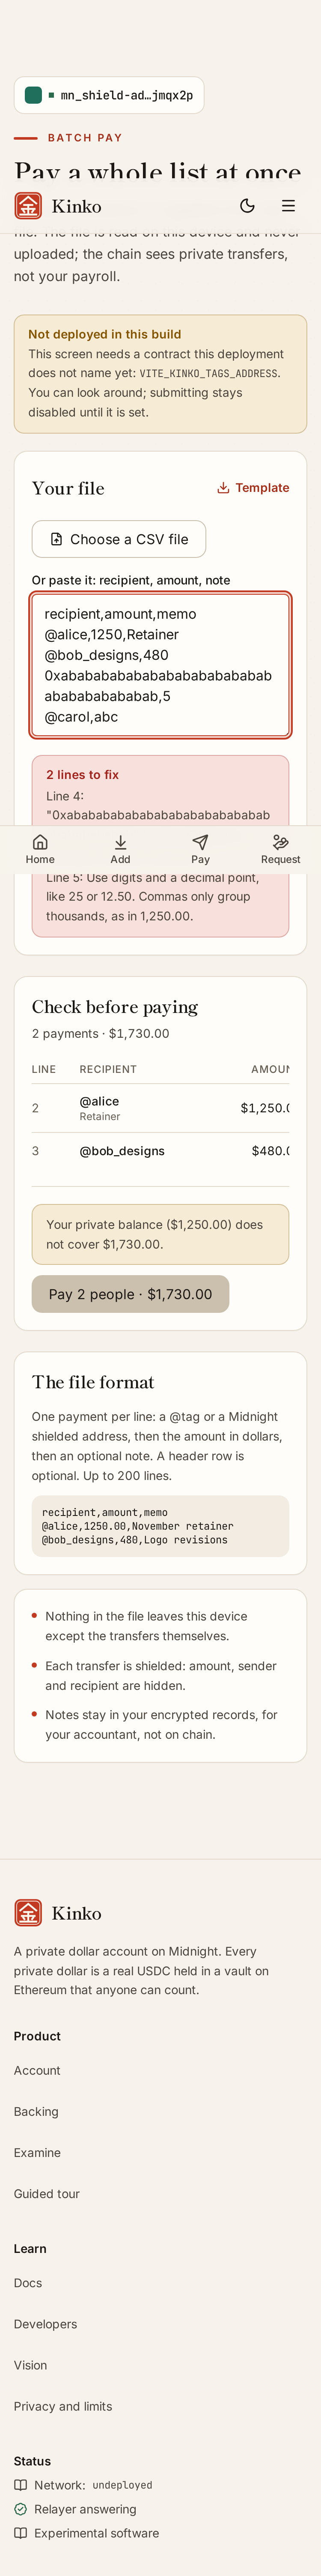 mn_shield-ad…jmqx2p
BATCH PAY
Pay a whole list at once
金 Kinko
uploaded; the chain sees private transfers,
not your payroll.
Not deployed in this build
This screen needs a contract this deployment
does not name yet: VITE_KINKO_TAGS_ADDRESS.
You can look around; submitting stays
disabled until it is set.
Your file
Template
Choose a CSV file
Or paste it: recipient, amount, note
recipient,amount,memo
@alice,1250,Retainer
@bob_designs,480
0xabababababababababababababab
ababababababab,5
@carol,abc
2 lines to fix
Line 4:
"0xabababababababababababababab
Home
Add
Pay
Request
Line 5: Use digits and a decimal point,
like 25 or 12.50. Commas only group
thousands, as in 1,250.00.
Check before paying
2 payments · $1,730.00
LINE RECIPIENT AMOUN
2 @alice $1,250.0
Retainer
3 @bob_designs $480.0
Your private balance ($1,250.00) does
not cover $1,730.00.
Pay 2 people · $1,730.00
The file format
One payment per line: a @tag or a Midnight
shielded address, then the amount in dollars,
then an optional note. A header row is
optional. Up to 200 lines.
recipient,amount,memo
@alice,1250.00,November retainer
@bob_designs,480,Logo revisions
Nothing in the file leaves this device
except the transfers themselves.
Each transfer is shielded: amount, sender
and recipient are hidden.
Notes stay in your encrypted records, for
your accountant, not on chain.
金 Kinko
A private dollar account on Midnight. Every
private dollar is a real USDC held in a vault on
Ethereum that anyone can count.
Product
Account
Backing
Examine
Guided tour
Learn
Docs
Developers
Vision
Privacy and limits
Status
Network: undeployed
Relayer answering
Experimental software